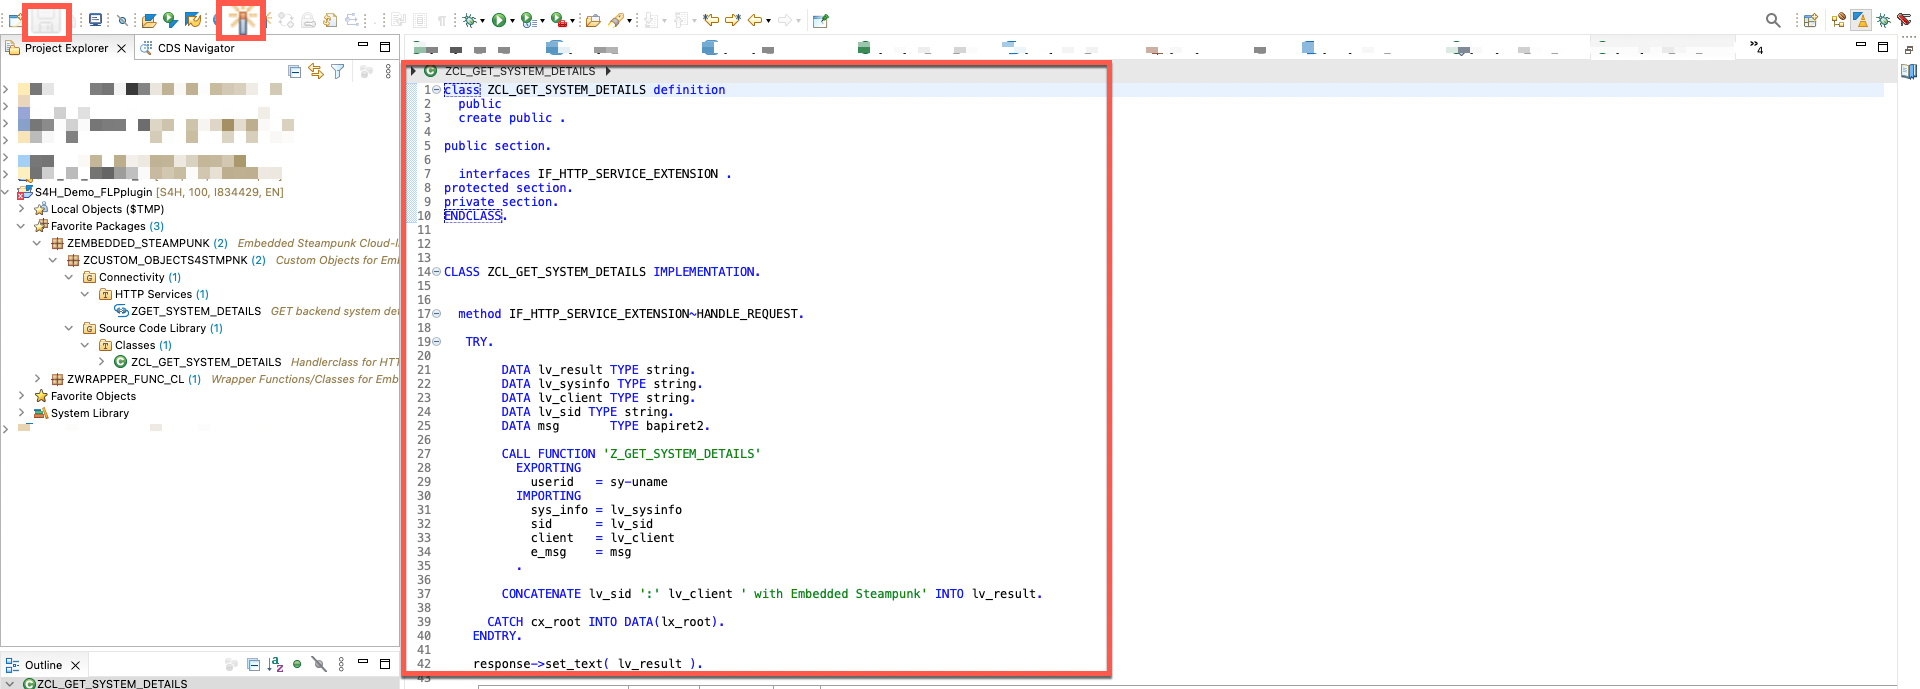 Project Explorer
CDS Navigator
4
S4H_Demo_FLPplugin [S4H, 100, I834429, EN]
Local Objects ($TMP)
Favorite Packages (3)
ZEMBEDDED_STEAMPUNK (2) Embedded Steampunk Cloud-l
ZCUSTOM_OBJECTS4STMPNK (2) Custom Objects for Em
Connectivity (1)
HTTP Services (1)
ZGET_SYSTEM_DETAILS GET backend system det
Source Code Library (1)
Classes (1)
ZCL_GET_SYSTEM_DETAILS Handlerclass for HTT
ZWRAPPER_FUNC_CL (1) Wrapper Functions/Classes for Emb
Favorite Objects
System Library
Outline
ZCL_GET_SYSTEM_DETAILS
ZCL_GET_SYSTEM_DETAILS
1 class ZCL_GET_SYSTEM_DETAILS definition
2 public
3 create public .
4
5 public section.
6
7 interfaces IF_HTTP_SERVICE_EXTENSION .
8 protected section.
9 private section.
10 ENDCLASS.
11
12
13
14 CLASS ZCL_GET_SYSTEM_DETAILS IMPLEMENTATION.
15
16
17 method IF_HTTP_SERVICE_EXTENSION~HANDLE_REQUEST.
18
19 TRY.
20
21 DATA lv_result TYPE string.
22 DATA lv_sysinfo TYPE string.
23 DATA lv_client TYPE string.
24 DATA lv_sid TYPE string.
25 DATA msg TYPE bapiret2.
26
27 CALL FUNCTION 'Z_GET_SYSTEM_DETAILS'
28 EXPORTING
29 userid = sy-uname
30 IMPORTING
31 sys_info = lv_sysinfo
32 sid = lv_sid
33 client = lv_client
34 e_msg = msg
35 .
36
37 CONCATENATE lv_sid ':' lv_client ' with Embedded Steampunk' INTO lv_result.
38
39 CATCH cx_root INTO DATA(lx_root).
40 ENDTRY.
41
42 response->set_text( lv_result ).
43